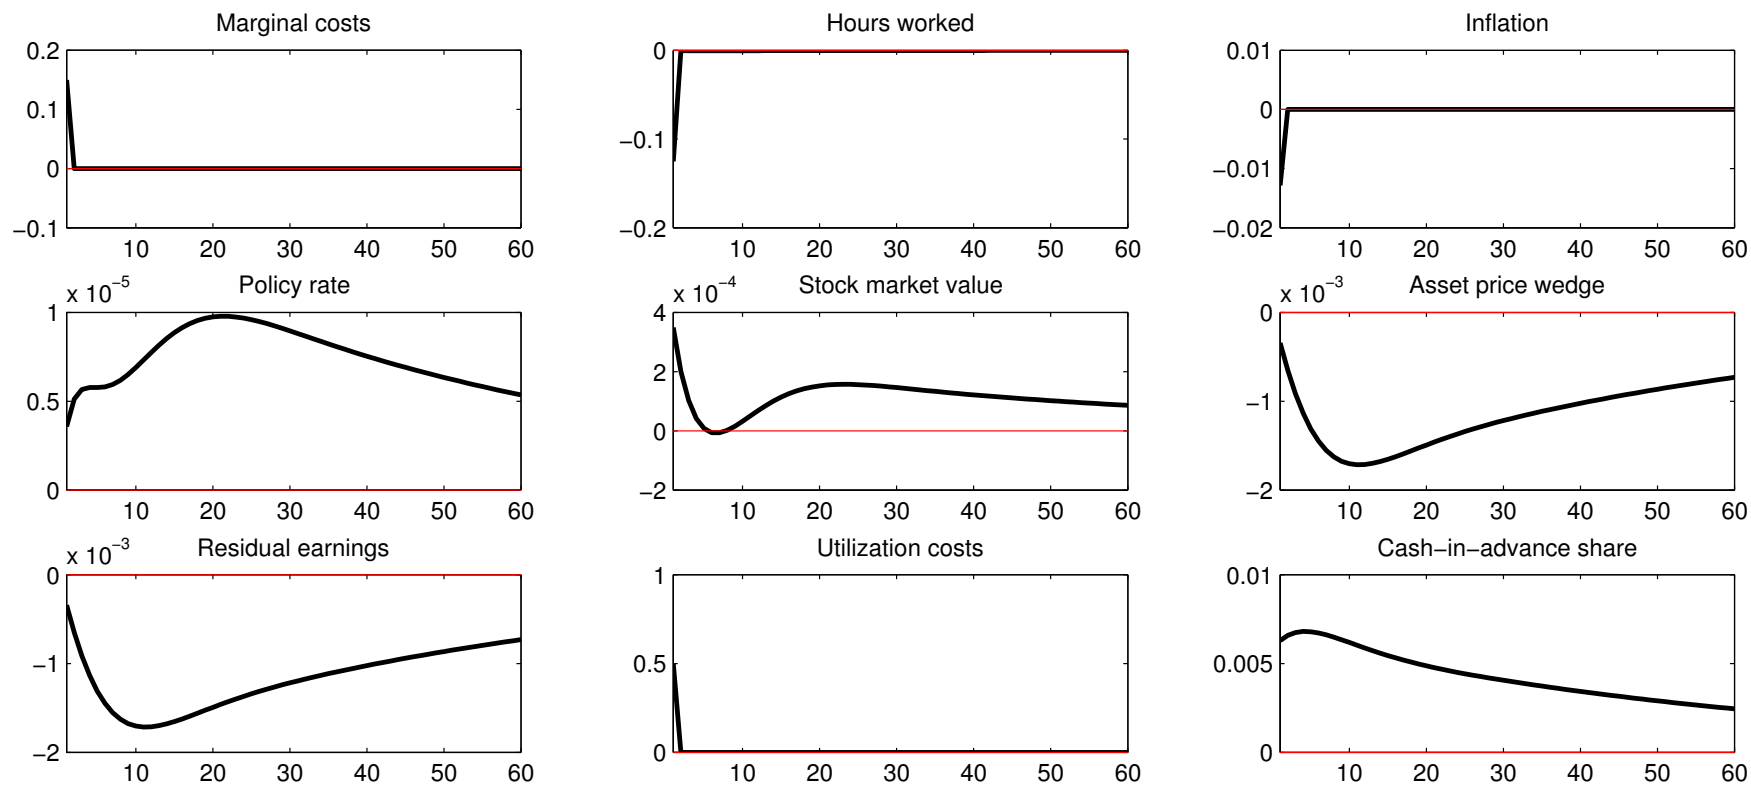 Marginal costs
0.2
0.1
0
−0.1
10 20 30 40 50 60
Hours worked
0
−0.1
−0.2
10 20 30 40 50 60
Inflation
0.01
0
−0.01
−0.02
10 20 30 40 50 60
x 10−5
Policy rate
1
0.5
0
10 20 30 40 50 60
x 10−4
Stock market value
4
2
0
−2
10 20 30 40 50 60
x 10−3
Asset price wedge
0
−1
−2
10 20 30 40 50 60
x 10−3
Residual earnings
0
−1
−2
10 20 30 40 50 60
Utilization costs
1
0.5
0
10 20 30 40 50 60
Cash−in−advance share
0.01
0.005
0
10 20 30 40 50 60